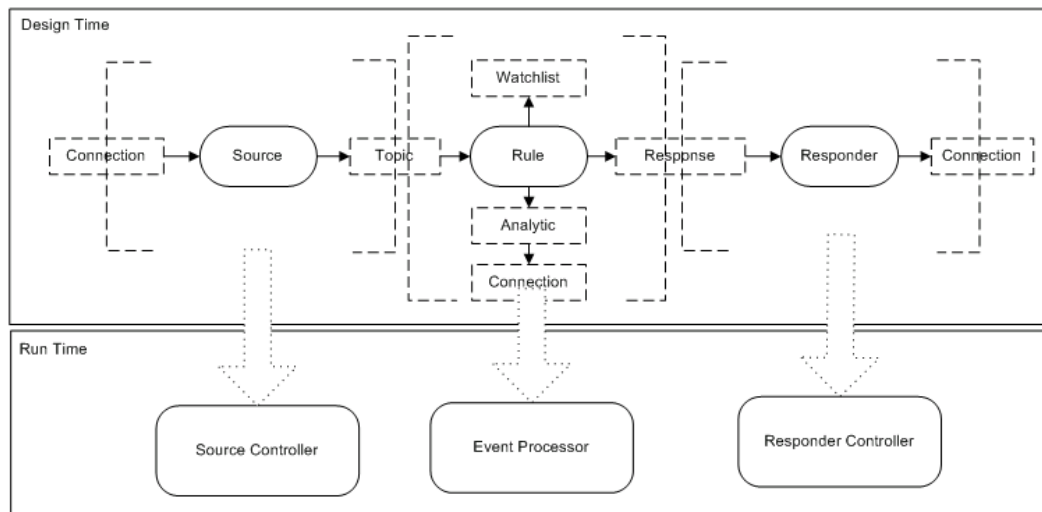 Design Time
Watchlist
Connection
Source
Topic
Rule
Response
Responder
Connection
Analytic
Connection
Run Time
Source Controller
Event Processor
Responder Controller